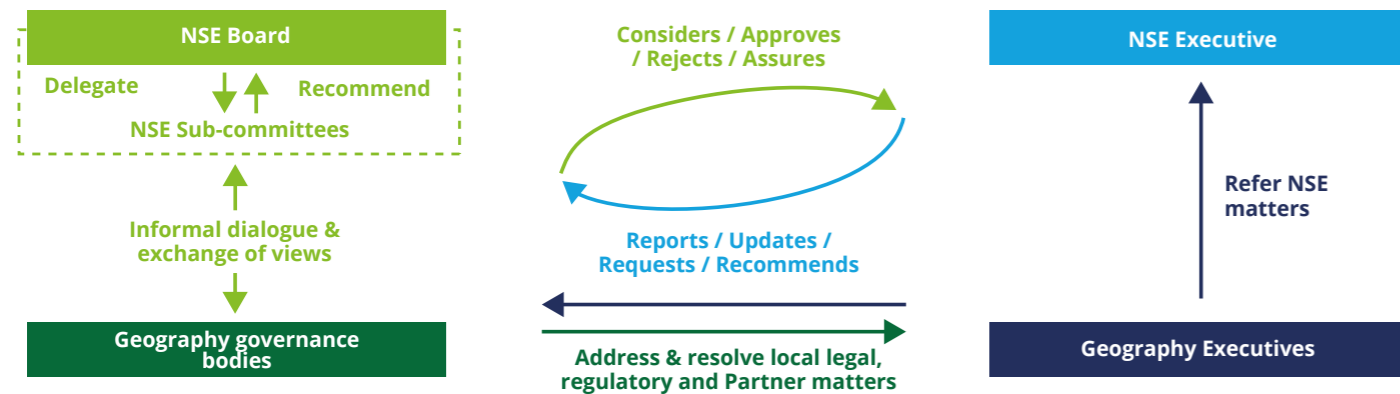 NSE Board
Delegate
Recommend
NSE Sub-committees
Informal dialogue &
exchange of views
Geography governance
bodies
Considers / Approves
/ Rejects / Assures
Reports / Updates /
Requests / Recommends
Address & resolve local legal,
regulatory and Partner matters
NSE Executive
Refer NSE
matters
Geography Executives